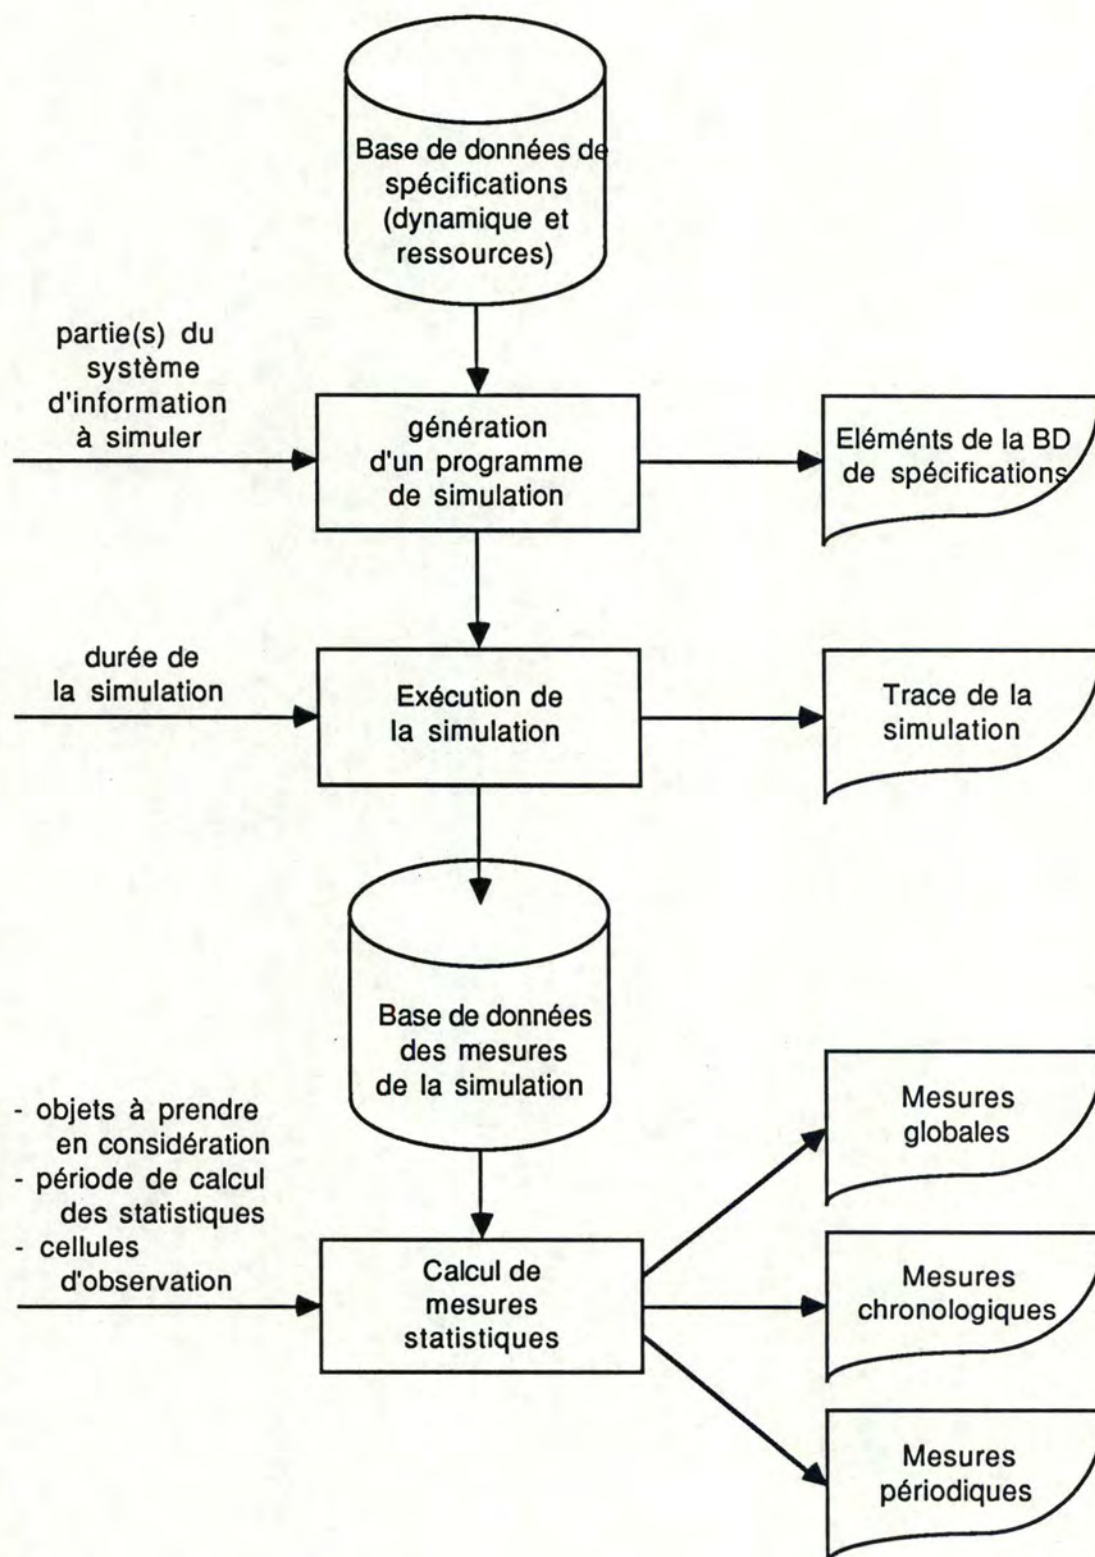 Base de données de
spécifications
(dynamique et
ressources)
partie(s) du
système
d'information
à simuler
génération
d'un programme
de simulation
Eléménts de la BD
de spécifications
durée de
la simulation
Exécution de
la simulation
Trace de la
simulation
Base de données
des mesures
de la simulation
- objets à prendre
en considération
- période de calcul
des statistiques
- cellules
d'observation
Calcul de
mesures
statistiques
Mesures
globales
Mesures
chronologiques
Mesures
périodiques